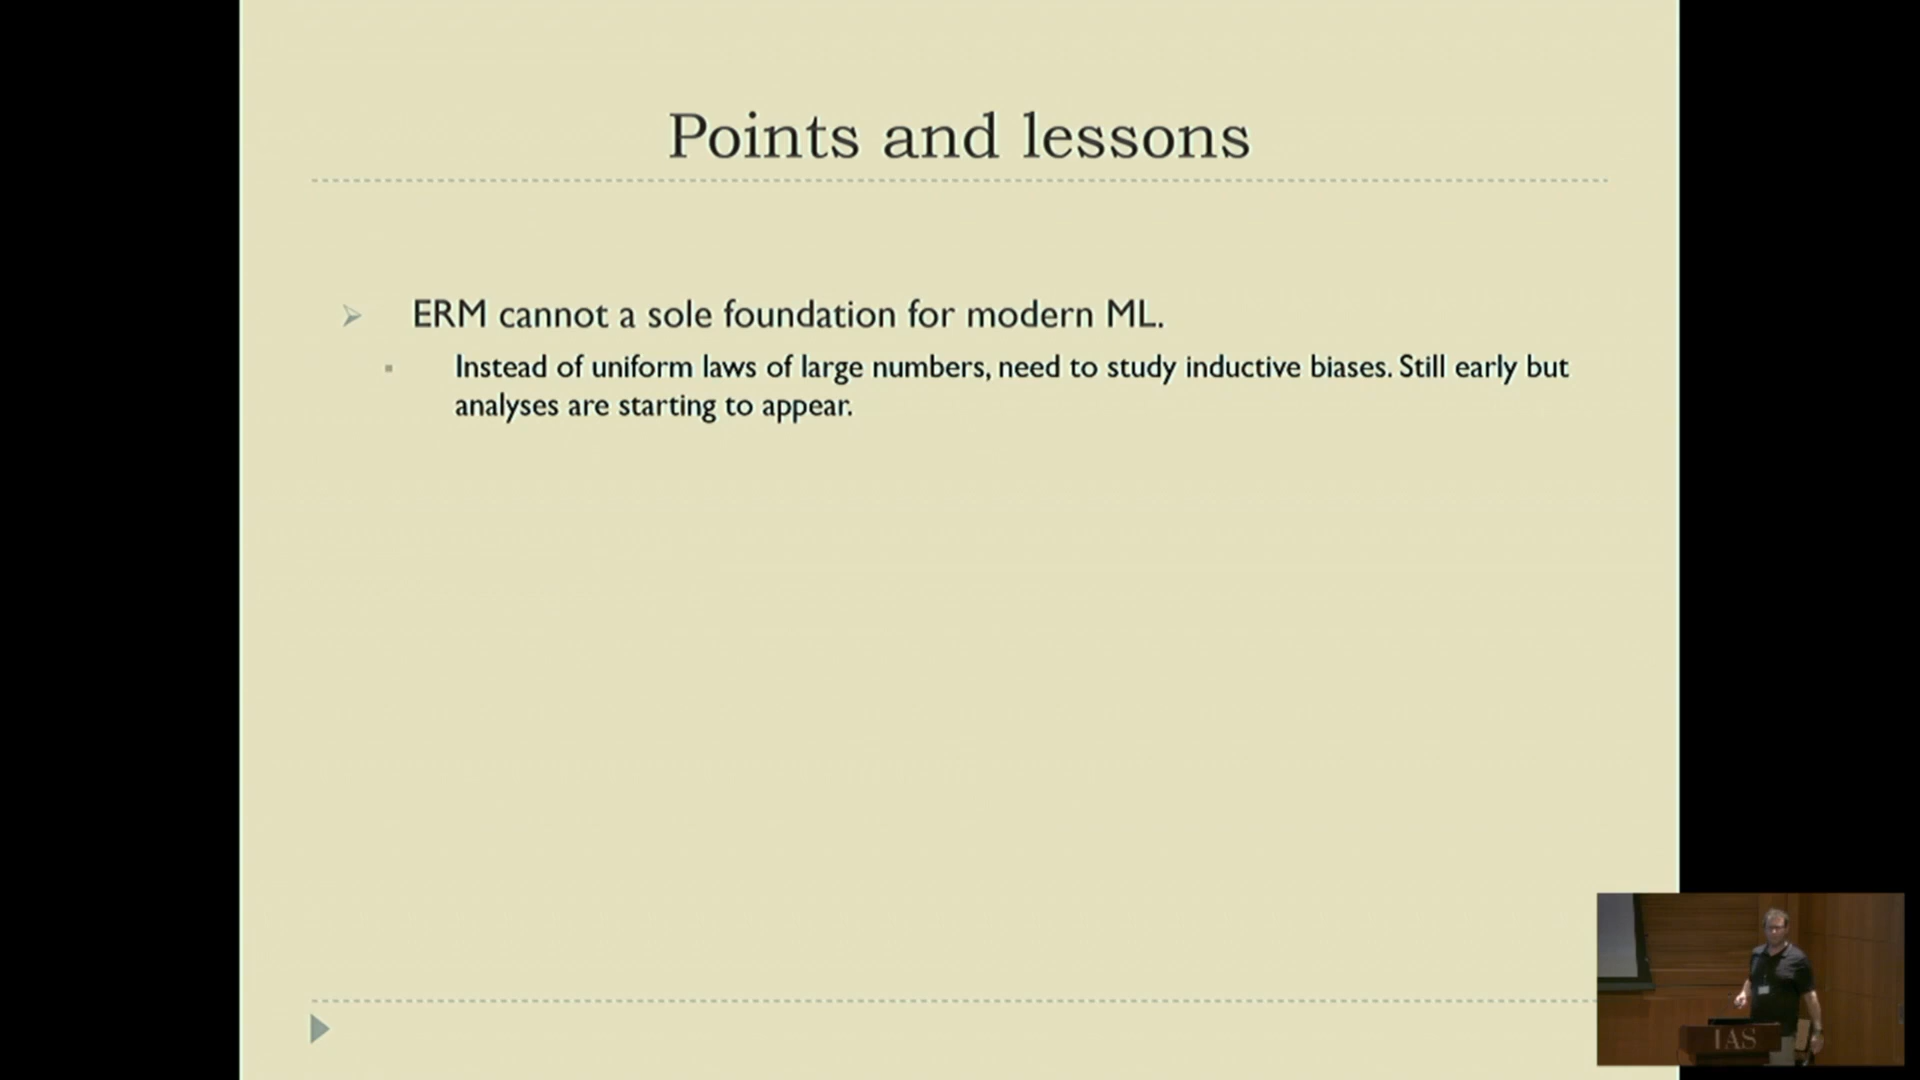 Points and lessons
ERM cannot a sole foundation for modern ML.
Instead of uniform laws of large numbers, need to study inductive biases. Still early but
analyses are starting to appear.
IAS